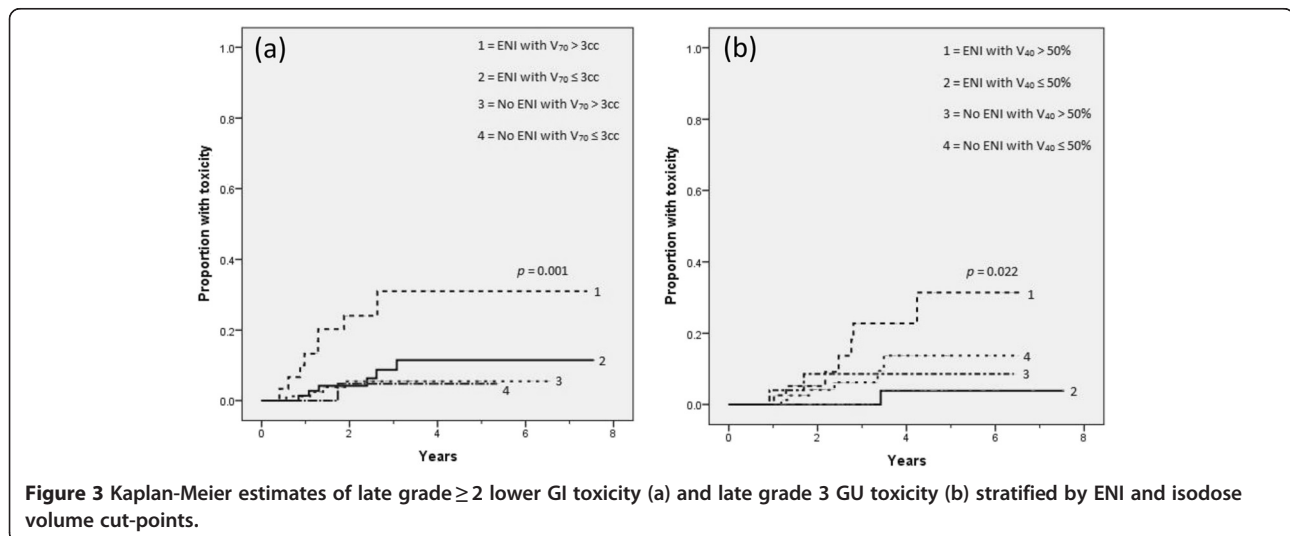 (a)
1 = ENI with V70 > 3cc
2 = ENI with V70 ≤ 3cc
3 = No ENI with V70 > 3cc
4 = No ENI with V70 ≤ 3cc
Proportion with toxicity
1.0
0.8
0.6
0.4
0.2
0.0
p = 0.001
1
2
3
4
0 2 4 6 8
Years
(b)
1 = ENI with V40 > 50%
2 = ENI with V40 ≤ 50%
3 = No ENI with V40 > 50%
4 = No ENI with V40 ≤ 50%
Proportion with toxicity
1.0
0.8
0.6
0.4
0.2
0.0
p = 0.022
1
4
3
2
0 2 4 6 8
Years
Figure 3 Kaplan-Meier estimates of late grade ≥ 2 lower GI toxicity (a) and late grade 3 GU toxicity (b) stratified by ENI and isodose
volume cut-points.